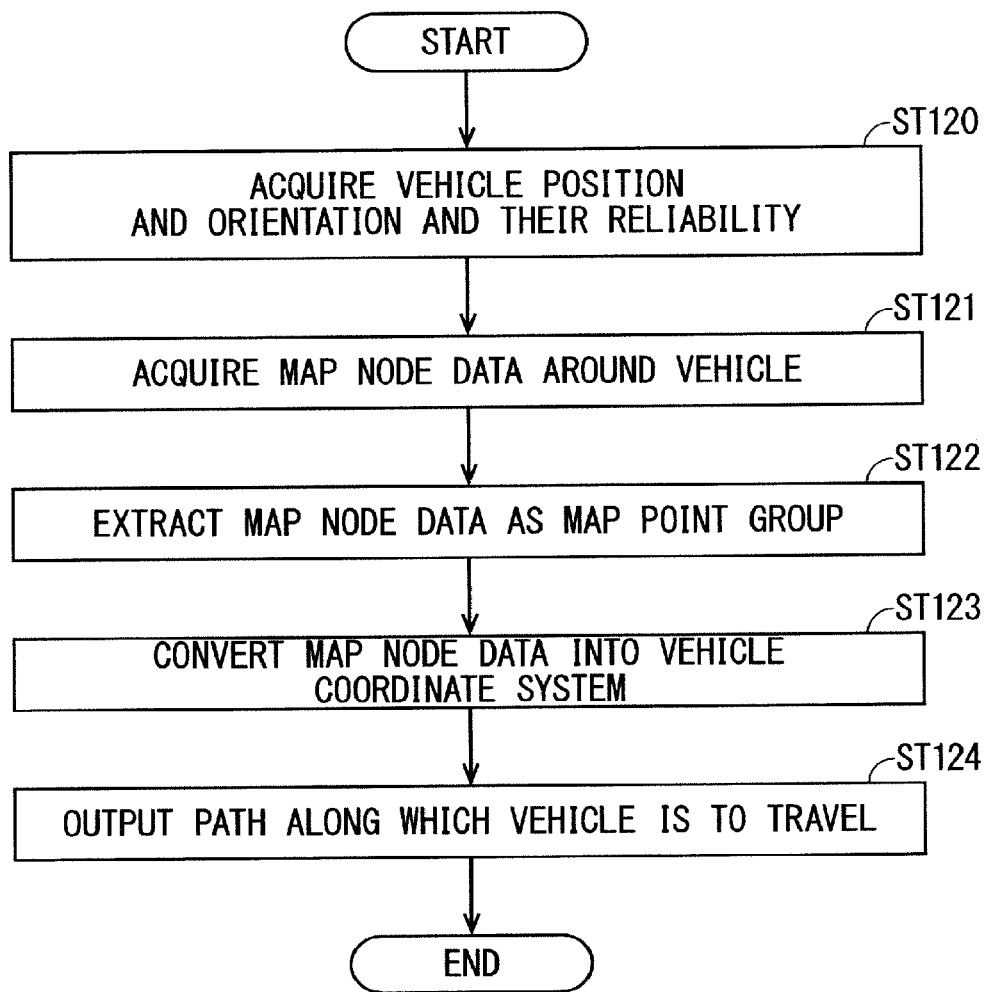 START
ST120
ACQUIRE VEHICLE POSITION
AND ORIENTATION AND THEIR RELIABILITY
ST121
ACQUIRE MAP NODE DATA AROUND VEHICLE
ST122
EXTRACT MAP NODE DATA AS MAP POINT GROUP
ST123
CONVERT MAP NODE DATA INTO VEHICLE
COORDINATE SYSTEM
ST124
OUTPUT PATH ALONG WHICH VEHICLE IS TO TRAVEL
END